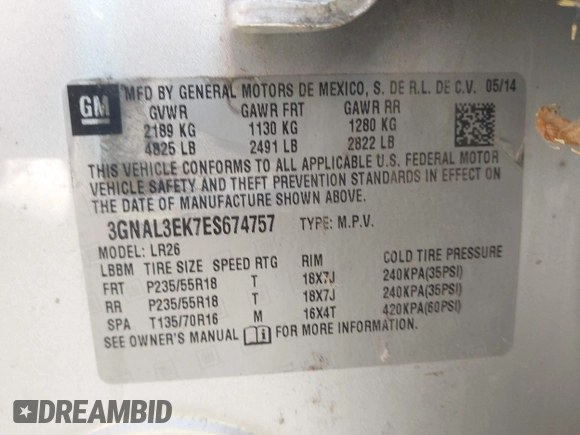 GM
MFD BY GENERAL MOTORS DE MEXICO, S. DE R.L. DE C.V. 05/14
GVWR GAWR FRT GAWR RR
2189 KG 1130 KG 1280 KG
4825 LB 2491 LB 2822 LB
THIS VEHICLE CONFORMS TO ALL APPLICABLE U.S. FEDERAL MOTOR
VEHICLE SAFETY AND THEFT PREVENTION STANDARDS IN EFFECT ON
THE DATE OF MANUFACTURE SHOWN ABOVE.
3GNAL3EK7ES674757 TYPE: M.P.V.
MODEL: LR26
LBBM TIRE SIZE SPEED RTG RIM COLD TIRE PRESSURE
FRT P235/55R18 T 18X7J 240KPA(35PSI)
RR P235/55R18 T 18X7J 240KPA(35PSI)
SPA T135/70R16 M 16X4T 420KPA(60PSI)
SEE OWNER'S MANUAL FOR MORE INFORMATION.
DREAMBID